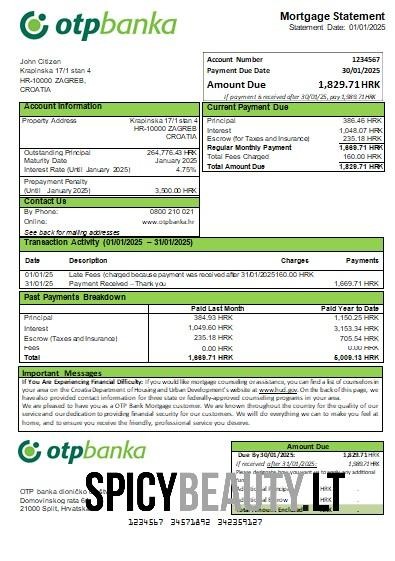 otpbanka
Mortgage Statement
Statement Date: 01/01/2025
John Citizen
Krapinska 17/1 stan 4
HR-10000 ZAGREB,
CROATIA
Account Number 1234567
Payment Due Date 30/01/2025
Amount Due 1,829.71 HRK
If payment is received after 30/01/25, pay 1,989.71 HRK
Account Information
Property Address Krapinska 17/1 stan 4
HR-10000 ZAGREB
CROATIA
Outstanding Principal 264,776.43 HRK
Maturity Date January 2025
Interest Rate (Until January 2025) 4.75%
Prepayment Penalty
(Until January 2025) 3,500.00 HRK
Contact Us
By Phone: 0800 210 021
Online: www.otpbanka.hr
See back for mailing addresses
Current Payment Due
Principal 386.46 HRK
Interest 1,048.07 HRK
Escrow (for Taxes and Insurance) 235.18 HRK
Regular Monthly Payment 1,669.71 HRK
Total Fees Charged 160.00 HRK
Total Amount Due 1,829.71 HRK
Transaction Activity (01/01/2025 – 31/01/2025)
Date Description Charges Payments
01/01/25 Late Fees (charged because payment was received after 31/01/2025160.00 HRK
31/01/25 Payment Received – Thank you 1,669.71 HRK
Past Payments Breakdown
Paid Last Month Paid Year to Date
Principal 384.93 HRK 1,150.25 HRK
Interest 1,049.60 HRK 3,153.34 HRK
Escrow (Taxes and Insurance) 235.18 HRK 705.54 HRK
Fees 0.00 HRK 0.00 HRK
Total 1,669.71 HRK 5,009.13 HRK
Important Messages
If You Are Experiencing Financial Difficulty: If you would like mortgage counseling or assistance, you can find a list of counselors in
your area on the Croatia Department of Housing and Urban Development's website at www.hud.gov. On the back of this page, we
have also provided contact information for three state or federally-approved counseling programs in your area.
We are pleased to have you as a OTP Bank Mortgage customer. We are known throughout the country for the quality of our
service and our dedication to providing financial security for our customers. We will do everything we can to make you feel at
home, and to ensure you receive the friendly, professional service you deserve.
otpbanka
OTP banka dioničko
Domovinskog rata 6
21000 Split, Hrvatska
Amount Due
Due By 30/01/2025: 1,829.71 HRK
If received after 31/01/2025: 1,989.71 HRK
SPICYBEAUTY.LT
1234567 34571892 342359127